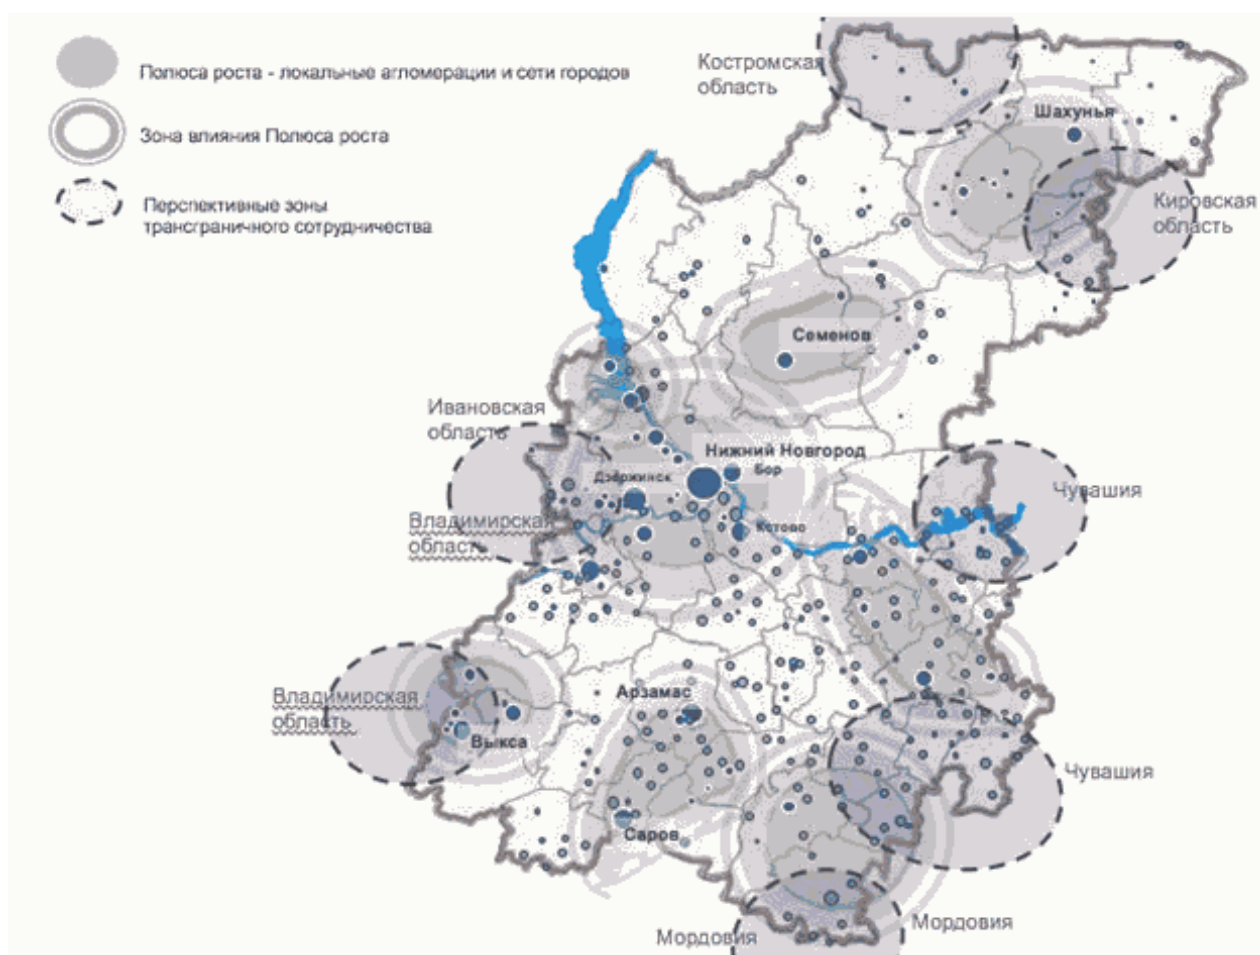 Полюса роста - локальные агломерации и сети городов
Зона влияния Полюса роста
Перспективные зоны
трансграничного сотрудничества
Костромская
область
Шахунья
Кировская
область
Семенов
Ивановская
область
Нижний Новгород
Бор
Дзержинск
Чувашия
Кстово
Владимирская
область
Арзамас
Владимирская
область
Выкса
Чувашия
Саров
Мордовия
Мордовия